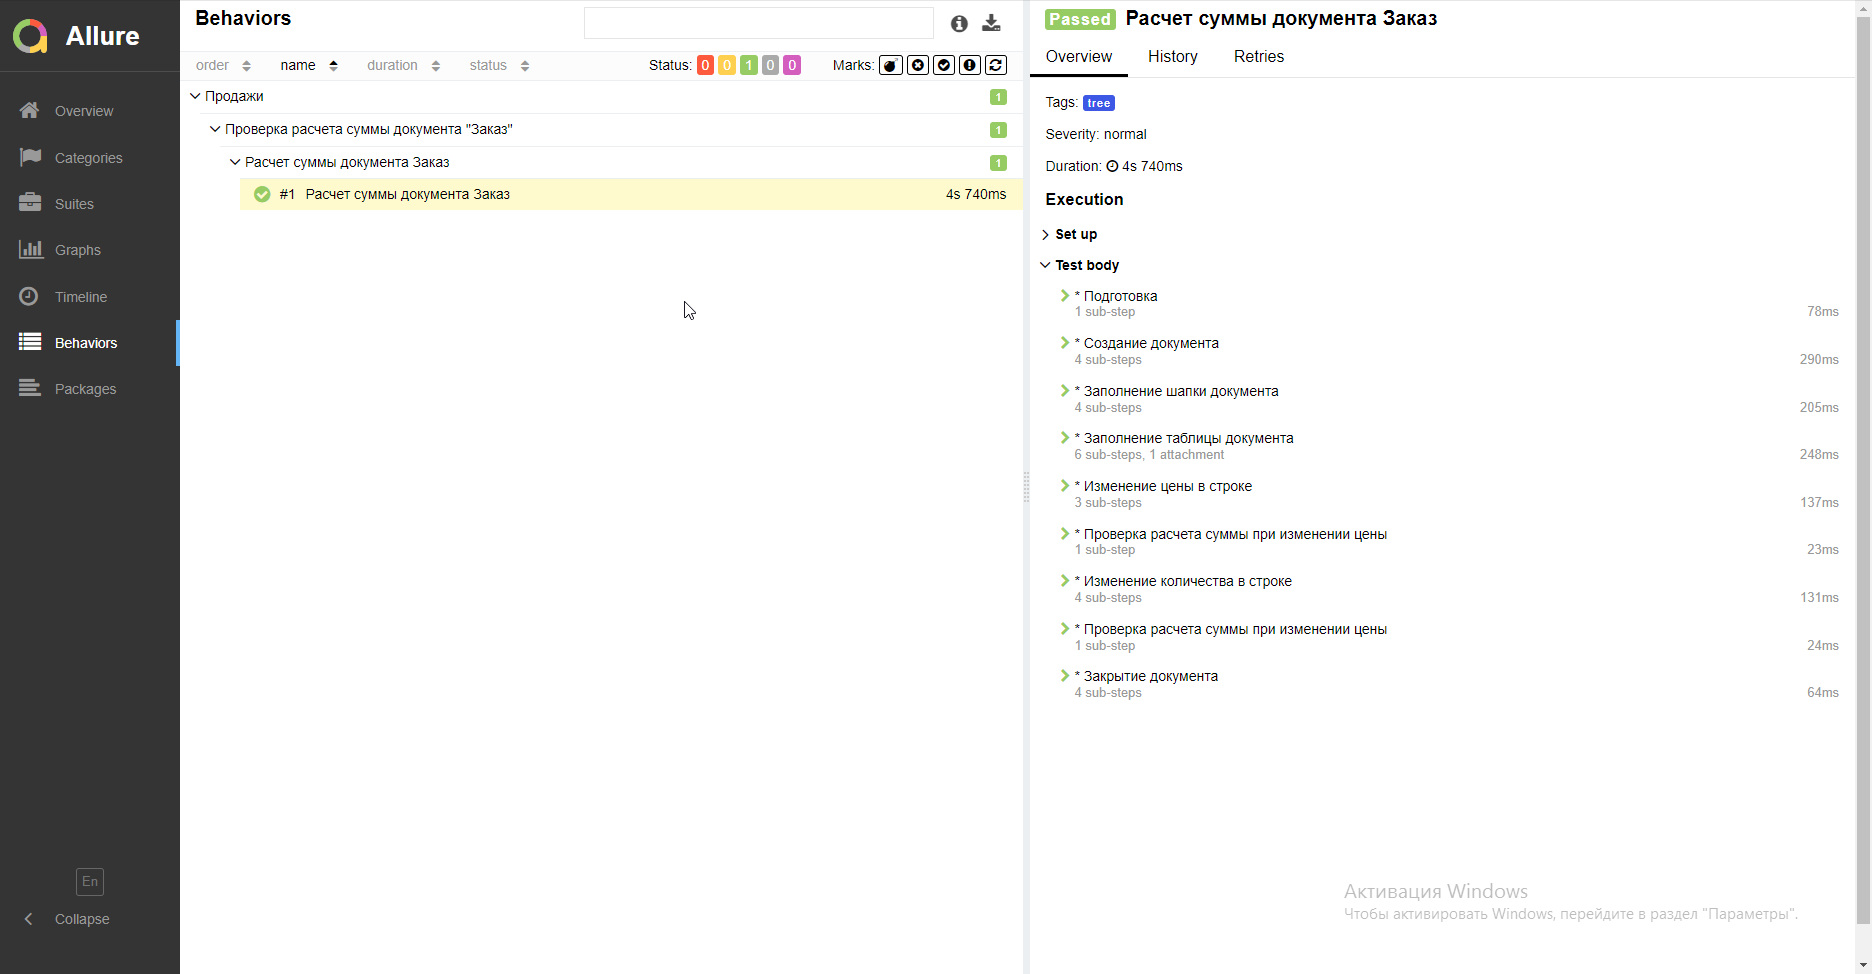 Allure
Overview
Categories
Suites
Graphs
Timeline
Behaviors
Packages
En
Collapse
Behaviors
order name duration status Status: 0 0 1 0 0 Marks:
Продажи 1
Проверка расчета суммы документа "Заказ" 1
Расчет суммы документа Заказ 1
#1 Расчет суммы документа Заказ 4s 740ms
Passed Расчет суммы документа Заказ
Overview History Retries
Tags: tree
Severity: normal
Duration: 4s 740ms
Execution
Set up
Test body
* Подготовка
1 sub-step 78ms
* Создание документа
4 sub-steps 290ms
* Заполнение шапки документа
4 sub-steps 205ms
* Заполнение таблицы документа
6 sub-steps, 1 attachment 248ms
* Изменение цены в строке
3 sub-steps 137ms
* Проверка расчета суммы при изменении цены
1 sub-step 23ms
* Изменение количества в строке
4 sub-steps 131ms
* Проверка расчета суммы при изменении цены
1 sub-step 24ms
* Закрытие документа
4 sub-steps 64ms
Активация Windows
Чтобы активировать Windows, перейдите в раздел "Параметры".